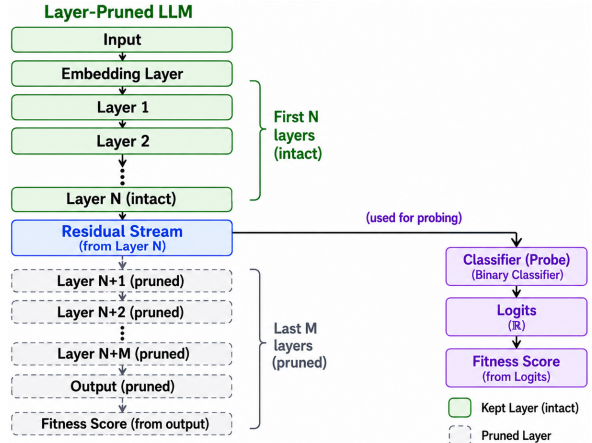 Layer-Pruned LLM
Input
Embedding Layer
Layer 1
Layer 2
Layer N (intact)
First N
layers
(intact)
Residual Stream
(from Layer N)
(used for probing)
Layer N+1 (pruned)
Layer N+2 (pruned)
Layer N+M (pruned)
Output (pruned)
Fitness Score (from output)
Last M
layers
(pruned)
Classifier (Probe)
(Binary Classifier)
Logits
(ℝ)
Fitness Score
(from Logits)
Kept Layer (intact)
Pruned Layer